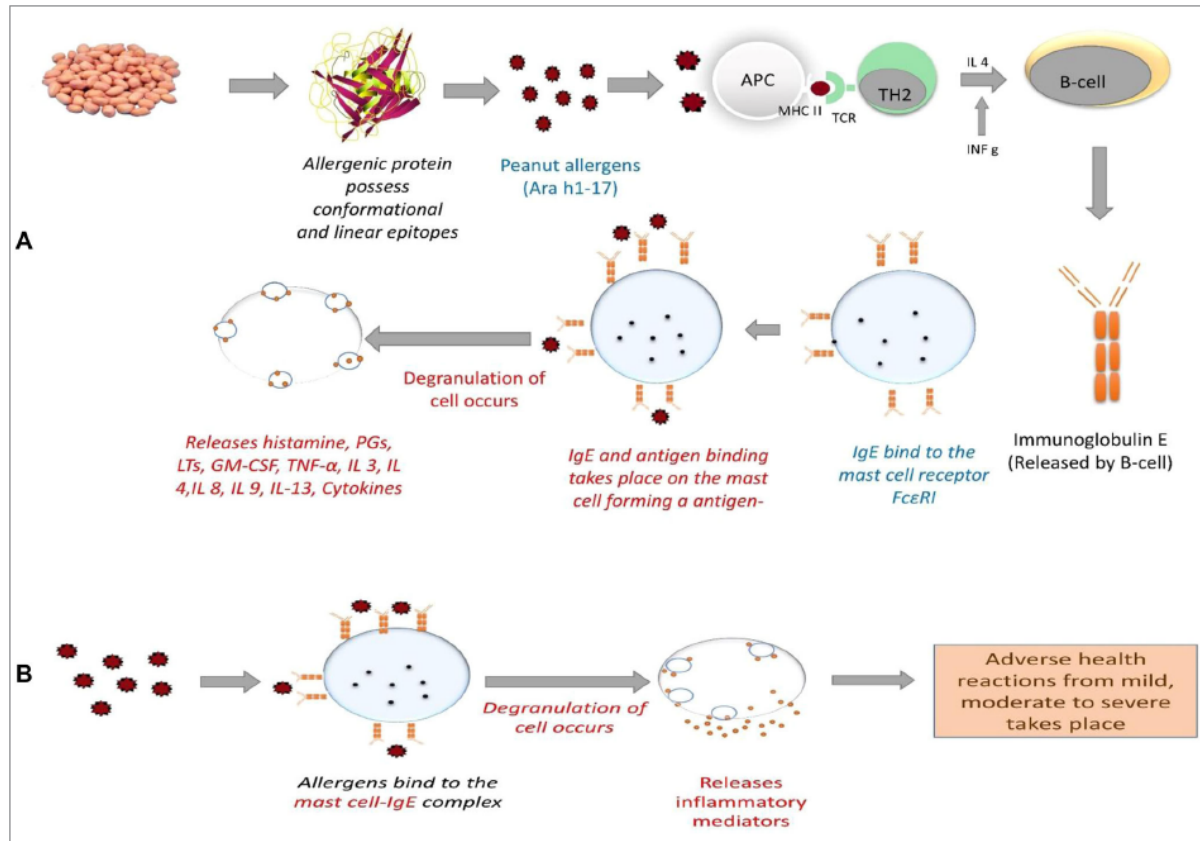 A
Allergenic protein
possess
conformational
and linear epitopes
Peanut allergens
(Ara h1-17)
APC
MHC II
TCR
TH2
IL 4
INF g
B-cell
Immunoglobulin E
(Released by B-cell)
IgE bind to the
mast cell receptor
FcεRI
IgE and antigen binding
takes place on the mast
cell forming a antigen-
Degranulation of
cell occurs
Releases histamine, PGs,
LTs, GM-CSF, TNF-α, IL 3, IL
4,IL 8, IL 9, IL-13, Cytokines
B
Allergens bind to the
mast cell-IgE complex
Degranulation of
cell occurs
Releases
inflammatory
mediators
Adverse health
reactions from mild,
moderate to severe
takes place